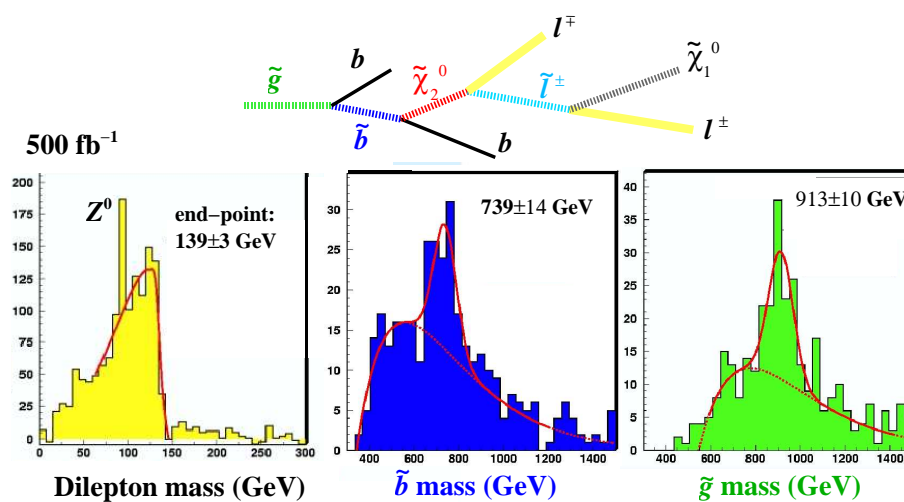 l∓
b
χ̃₂⁰
l̃±
χ̃₁⁰
g̃
b̃
b
l±
500 fb⁻¹
Z⁰
end–point:
139±3 GeV
739±14 GeV
913±10 GeV
200
175
150
125
100
75
50
25
0
0 50 100 150 200 250 300
30
25
20
15
10
5
0
400 600 800 1000 1200 1400
40
35
30
25
20
15
10
5
0
400 600 800 1000 1200 1400
Dilepton mass (GeV)
b̃ mass (GeV)
g̃ mass (GeV)